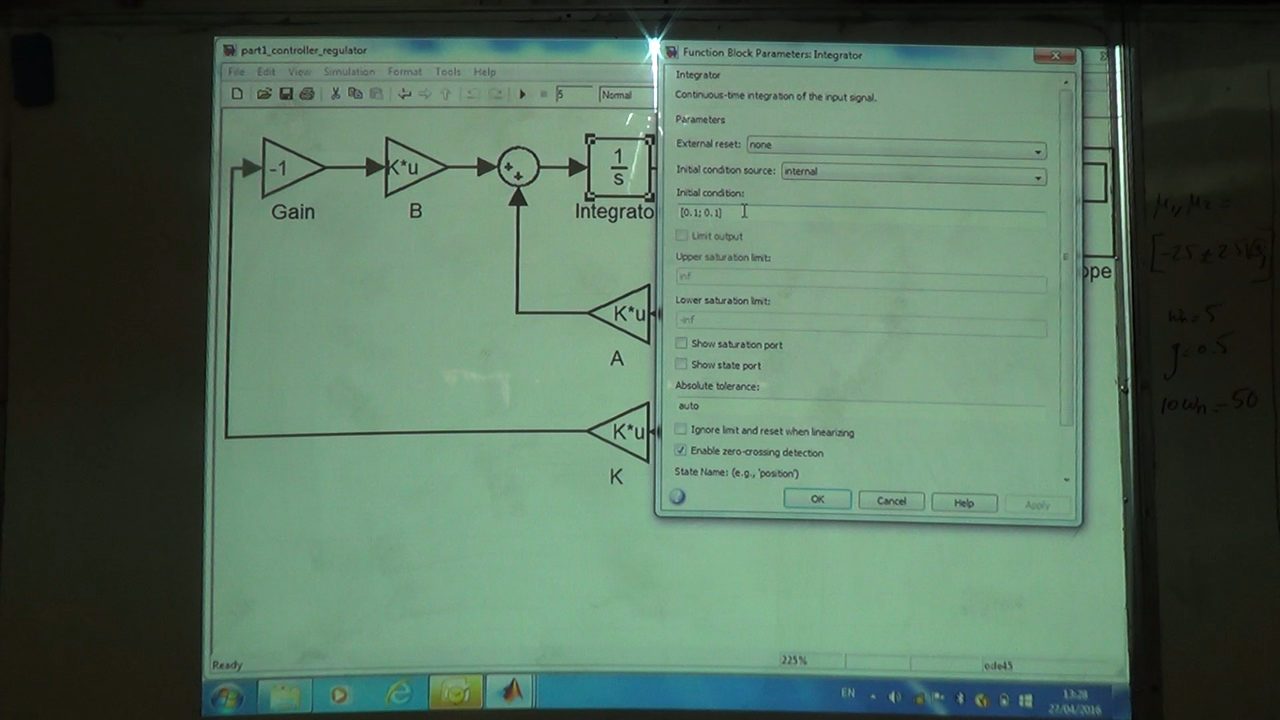 part1_controller_regulator
File Edit View Simulation Format Tools Help
5 Normal
-1
Gain
K*u
B
1
s
Integrato
K*u
A
K*u
K
Function Block Parameters: Integrator
Integrator
Continuous-time integration of the input signal.
Parameters
External reset: none
Initial condition source: internal
Initial condition:
[0.1; 0.1]
Limit output
Upper saturation limit:
inf
Lower saturation limit:
-inf
Show saturation port
Show state port
Absolute tolerance:
auto
Ignore limit and reset when linearizing
Enable zero-crossing detection
State Name: (e.g., 'position')
OK Cancel Help Apply
ope
Ready 225% ode45
EN 13:28
27/04/2016
10wn=50